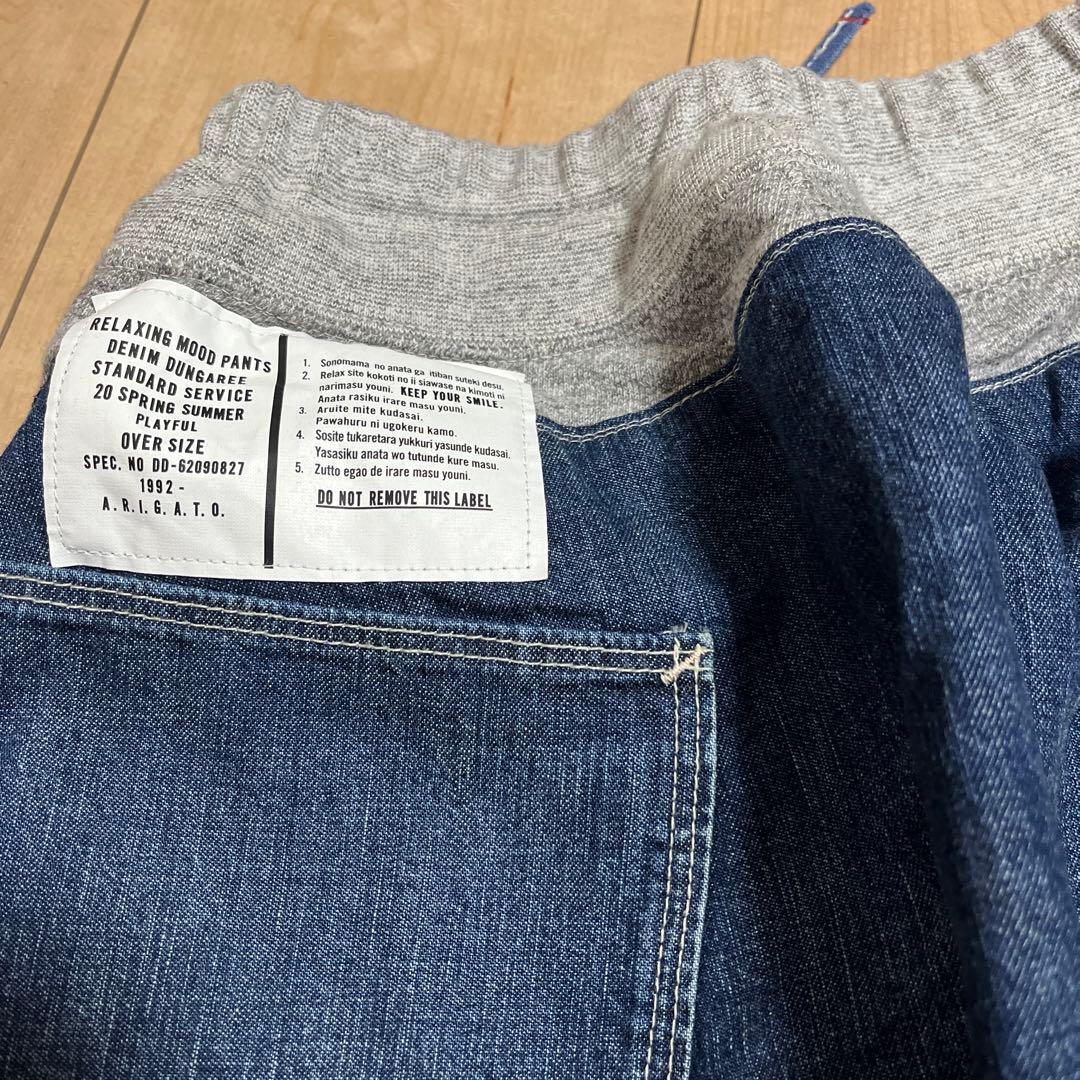 RELAXING MOOD PANTS
DENIM DUNGAREE
STANDARD SERVICE
20 SPRING SUMMER
PLAYFUL
OVER SIZE
SPEC. NO DD-62090827
1992 -
A.R.I.G.A.T.O.
1. Sonomama no anata ga itiban suteki desu.
2. Relax site kokoti no ii siawase na kimoti ni
narimasu youni. KEEP YOUR SMILE.
Anata rasiku irare masu youni.
3. Aruite mite kudasai.
Pawahuru ni ugokeru kamo.
4. Sosite tukaretara yukkuri yasunde kudasai.
Yasasiku anata wo tutunde kure masu.
5. Zutto egao de irare masu youni.
DO NOT REMOVE THIS LABEL